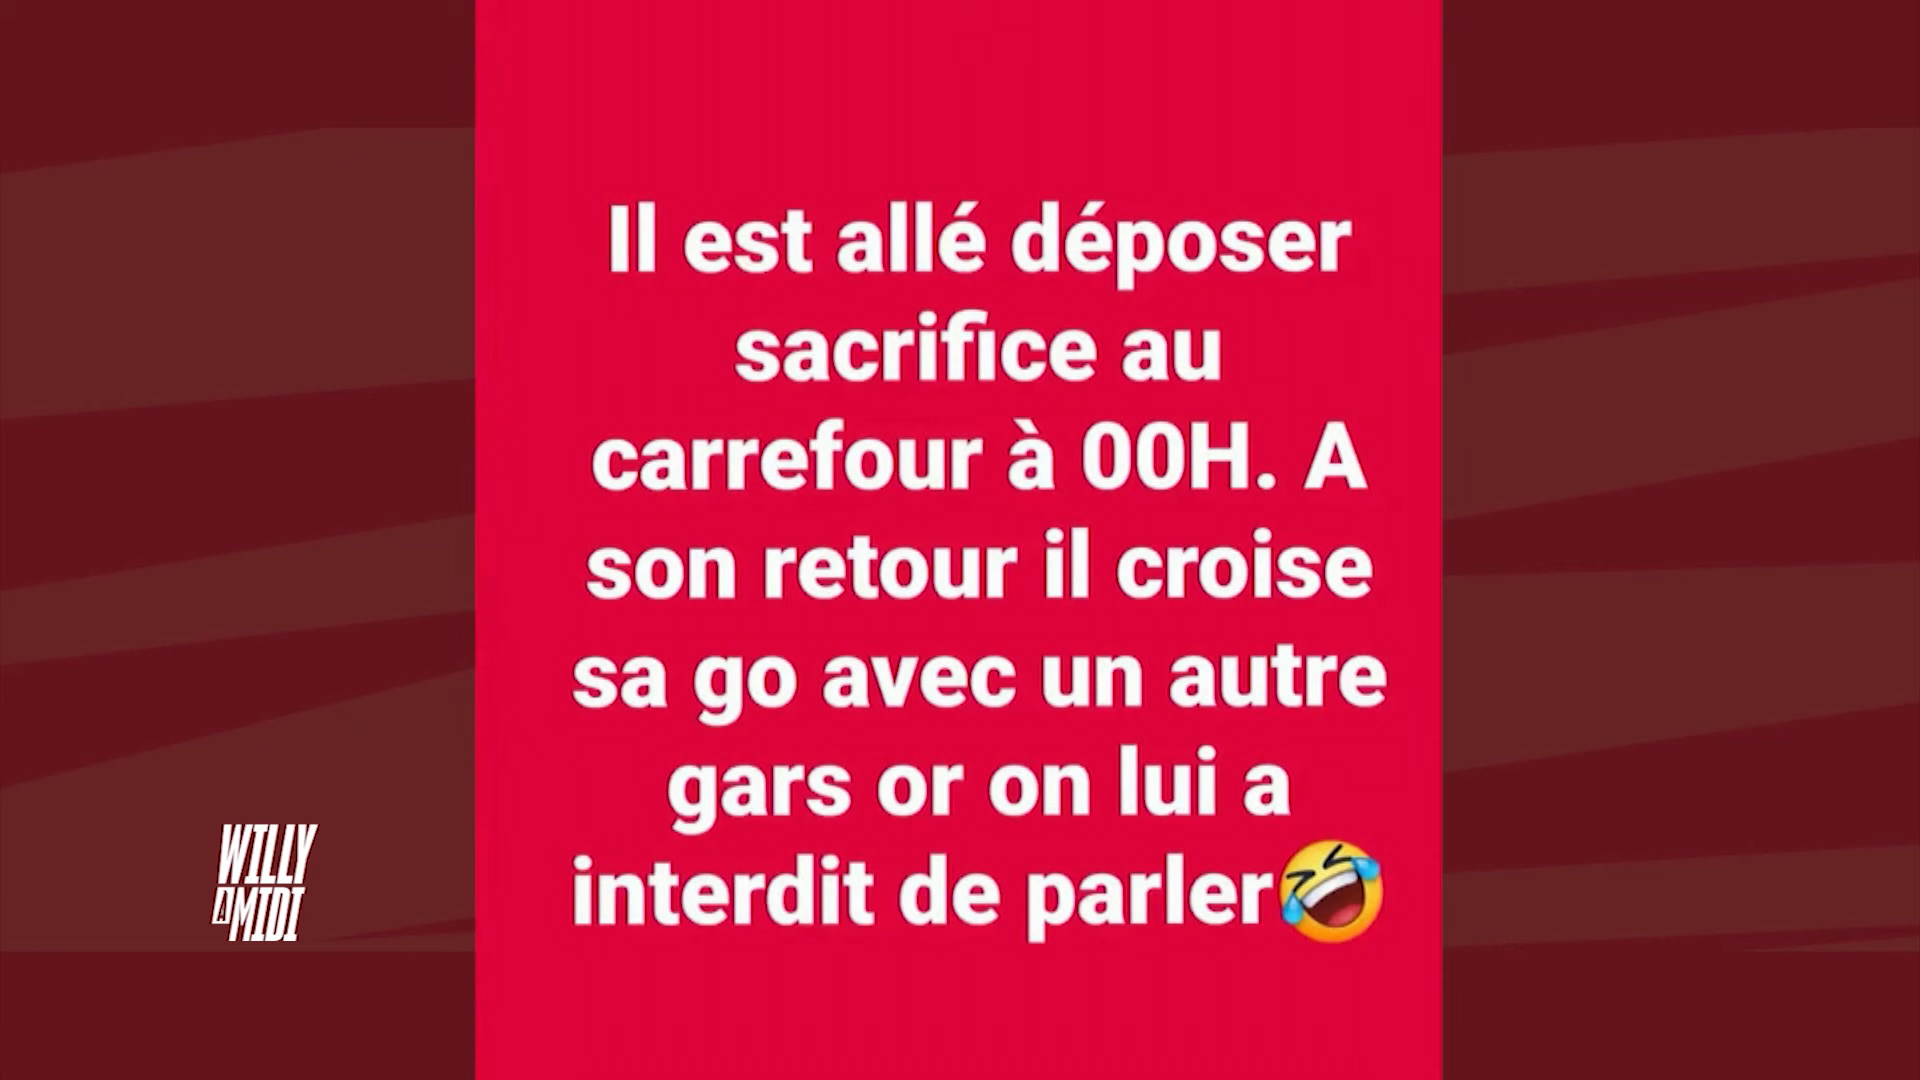 Il est allé déposer
sacrifice au
carrefour à 00H. A
son retour il croise
sa go avec un autre
gars or on lui a
interdit de parler🤣
WILLY
A MIDI